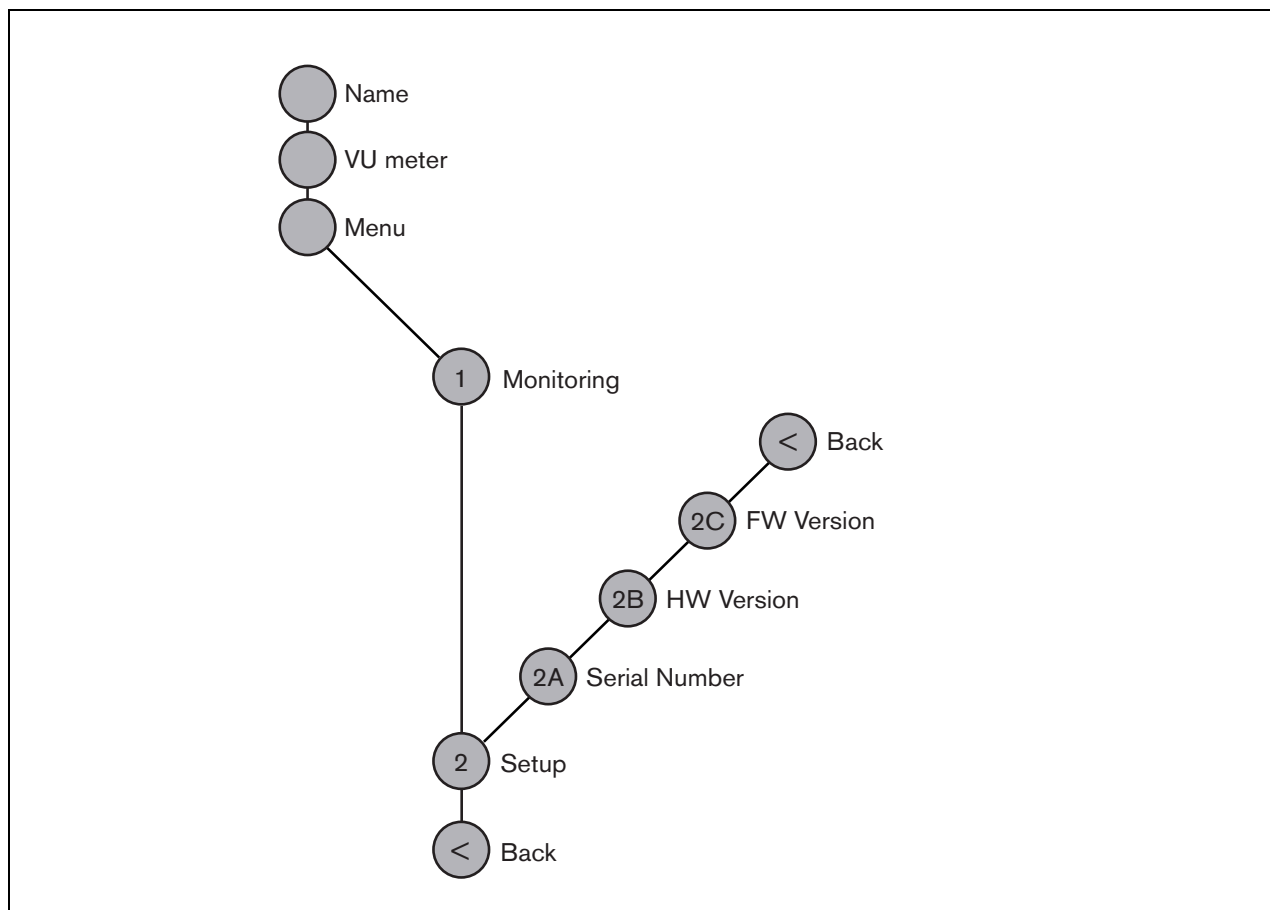 Name
VU meter
Menu
1 Monitoring
< Back
2C FW Version
2B HW Version
2A Serial Number
2 Setup
< Back